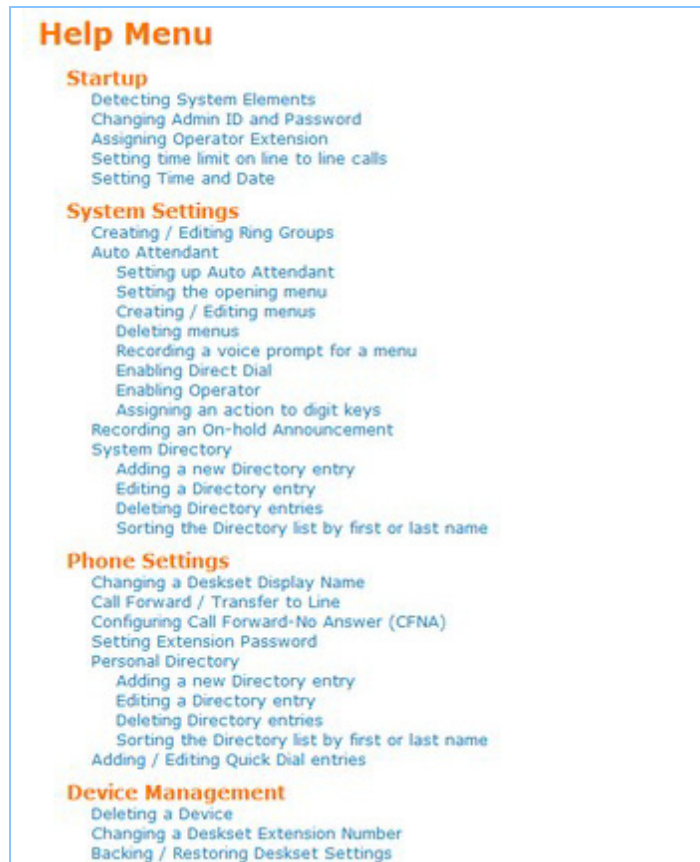 Help Menu
Startup
Detecting System Elements
Changing Admin ID and Password
Assigning Operator Extension
Setting time limit on line to line calls
Setting Time and Date
System Settings
Creating / Editing Ring Groups
Auto Attendant
Setting up Auto Attendant
Setting the opening menu
Creating / Editing menus
Deleting menus
Recording a voice prompt for a menu
Enabling Direct Dial
Enabling Operator
Assigning an action to digit keys
Recording an On-hold Announcement
System Directory
Adding a new Directory entry
Editing a Directory entry
Deleting Directory entries
Sorting the Directory list by first or last name
Phone Settings
Changing a Deskset Display Name
Call Forward / Transfer to Line
Configuring Call Forward-No Answer (CFNA)
Setting Extension Password
Personal Directory
Adding a new Directory entry
Editing a Directory entry
Deleting Directory entries
Sorting the Directory list by first or last name
Adding / Editing Quick Dial entries
Device Management
Deleting a Device
Changing a Deskset Extension Number
Backing / Restoring Deskset Settings